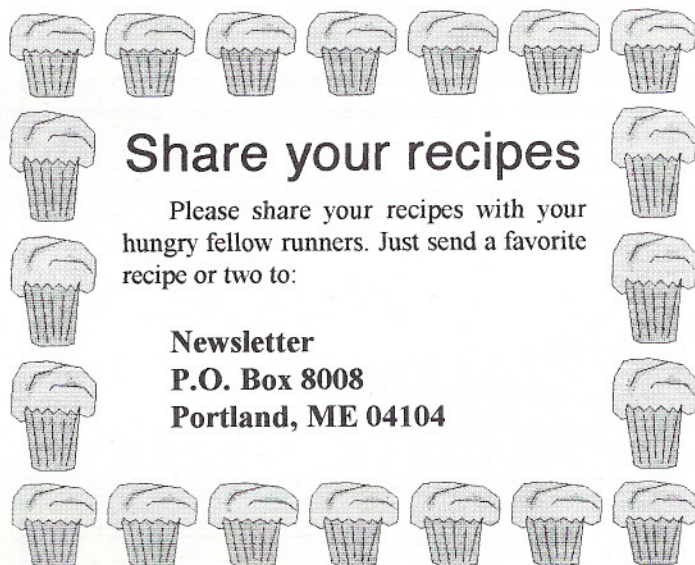 Share your recipes
Please share your recipes with your
hungry fellow runners. Just send a favorite
recipe or two to:
Newsletter
P.O. Box 8008
Portland, ME 04104